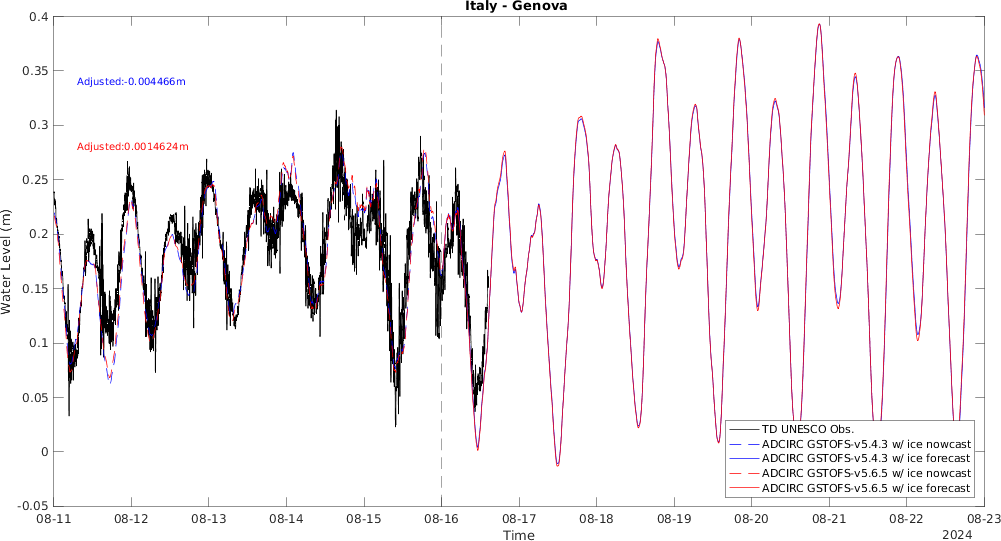 Italy - Genova
0.4
0.35
0.3
0.25
0.2
0.15
0.1
0.05
0
-0.05
Water Level (m)
Adjusted:-0.004466m
Adjusted:0.0014624m
TD UNESCO Obs.
ADCIRC GSTOFS-v5.4.3 w/ ice nowcast
ADCIRC GSTOFS-v5.4.3 w/ ice forecast
ADCIRC GSTOFS-v5.6.5 w/ ice nowcast
ADCIRC GSTOFS-v5.6.5 w/ ice forecast
08-11 08-12 08-13 08-14 08-15 08-16 08-17 08-18 08-19 08-20 08-21 08-22 08-23
Time
2024